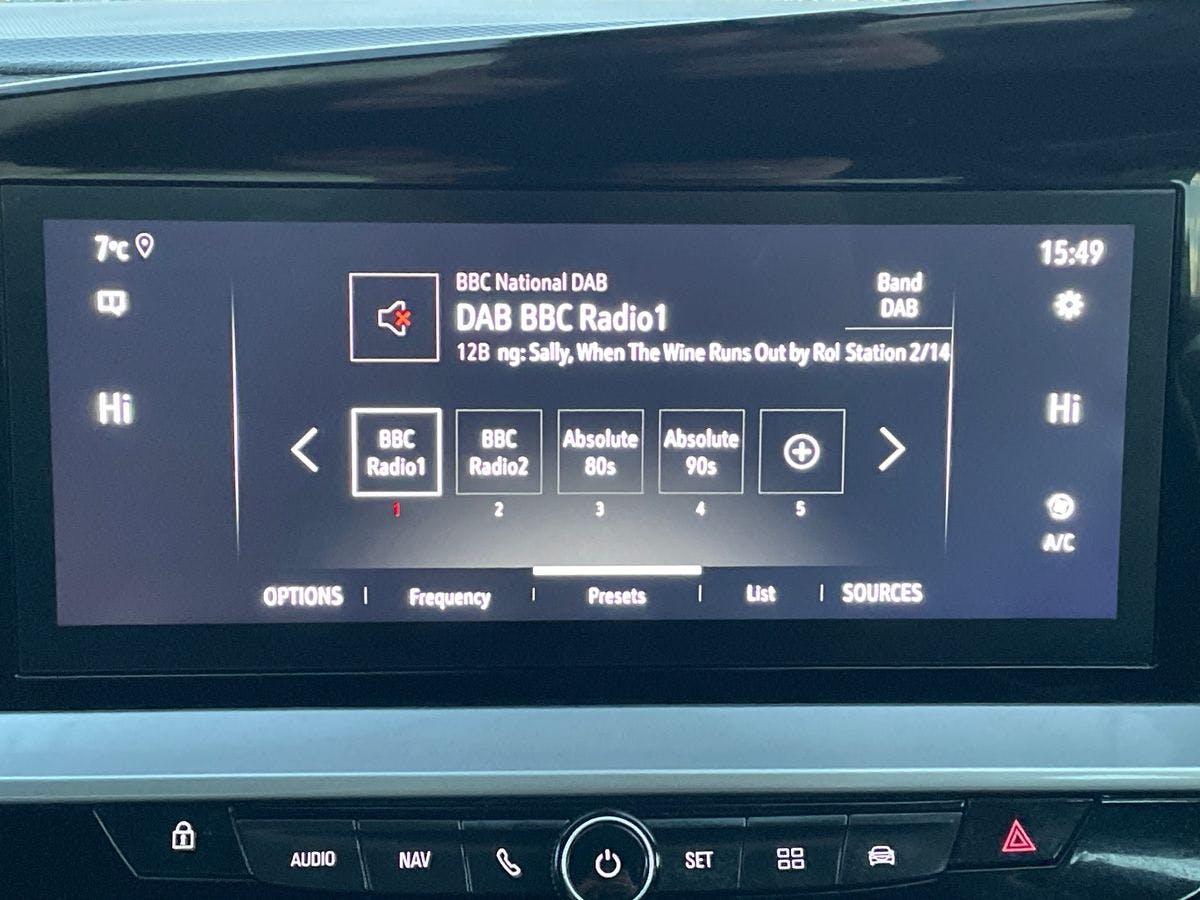 7°C
15:49
BBC National DAB
Band
DAB
DAB BBC Radio1
12B ng: Sally, When The Wine Runs Out by Rol Station 2/14
Hi
Hi
BBC
Radio1
BBC
Radio2
Absolute
80s
Absolute
90s
1
2
3
4
5
A/C
OPTIONS
Frequency
Presets
List
SOURCES
AUDIO
NAV
SET